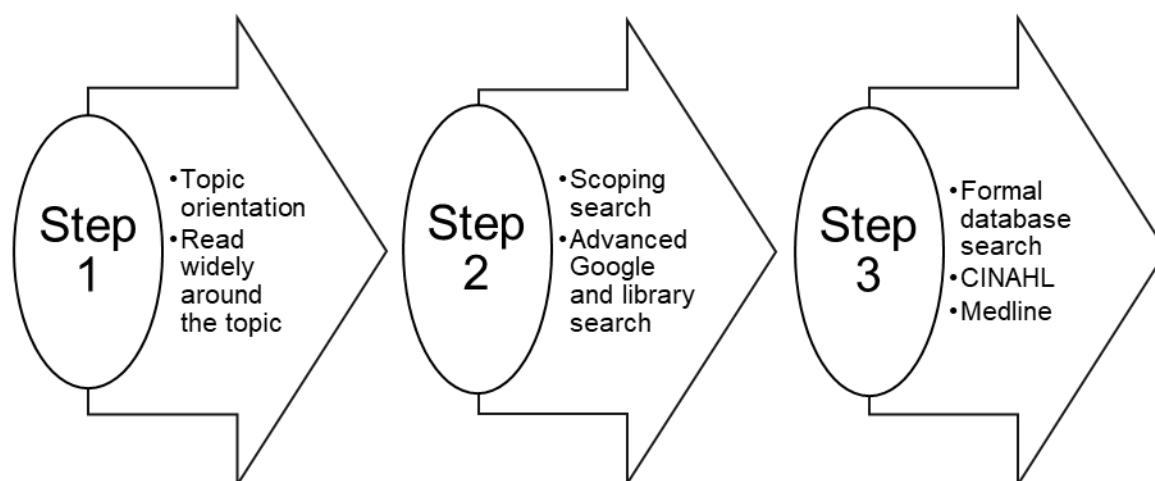 Step
1
•Topic
orientation
•Read
widely
around
the topic
Step
2
•Scoping
search
•Advanced
Google
and library
search
Step
3
•Formal
database
search
•CINAHL
•Medline